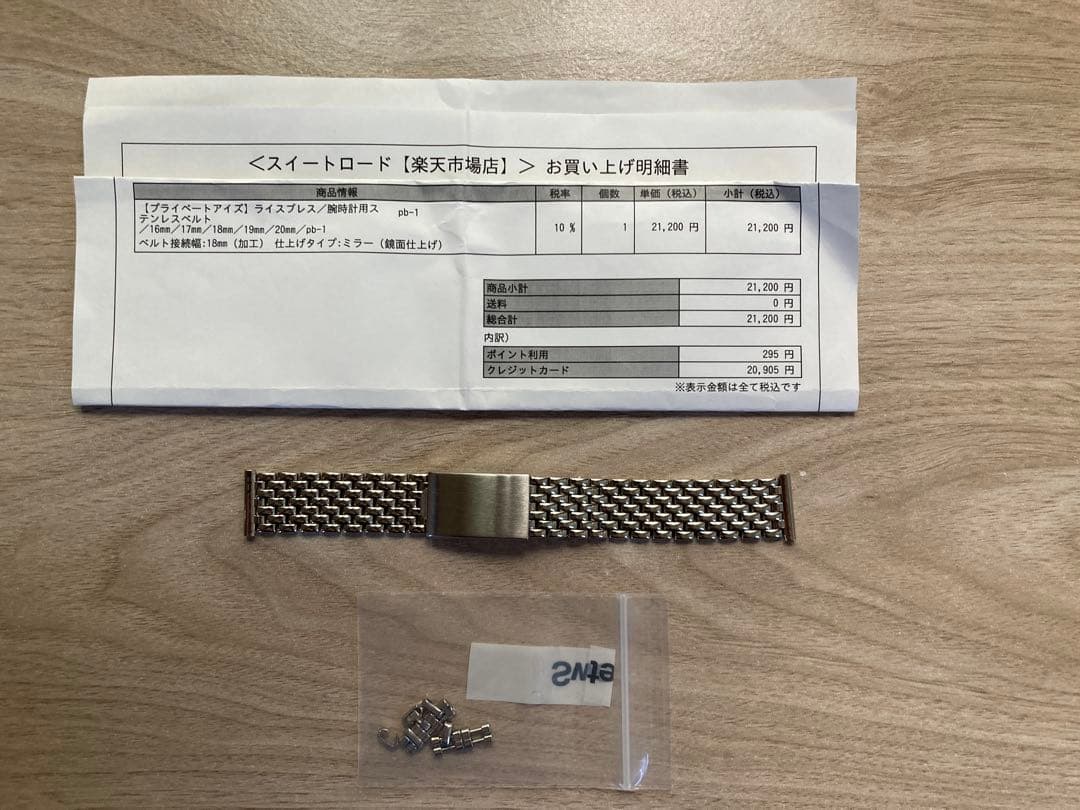 ＜スイートロード【楽天市場店】＞ お買い上げ明細書
商品情報 税率 個数 単価（税込） 小計（税込）
【プライベートアイズ】ライスブレス／腕時計用ス
テンレスベルト
／16mm／17mm／18mm／19mm／20mm／pb-1
ベルト接続幅:18mm（加工） 仕上げタイプ:ミラー（鏡面仕上げ）
pb-1
10 %
1
21,200 円
21,200 円
商品小計 21,200 円
送料 0 円
総合計 21,200 円
内訳）
ポイント利用 295 円
クレジットカード 20,905 円
※表示金額は全て税込です